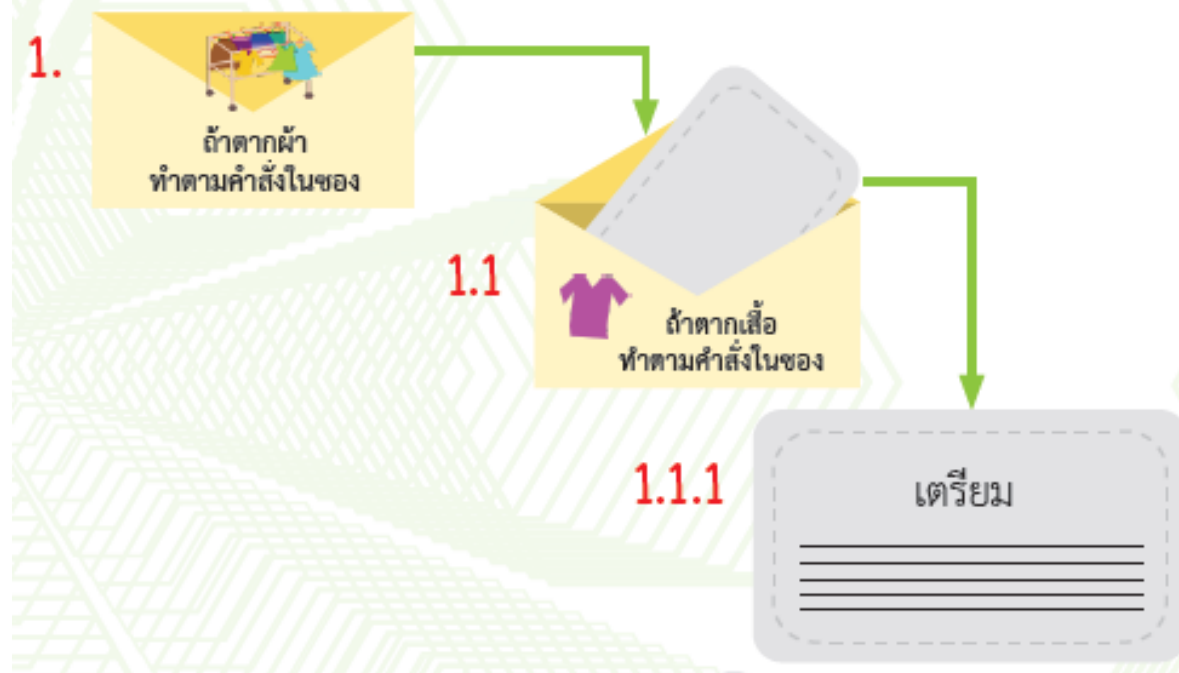 1.
ถ้าตากผ้า
ทำตามคำสั่งในซอง
1.1
ถ้าตากเสื้อ
ทำตามคำสั่งในซอง
1.1.1
เตรียม